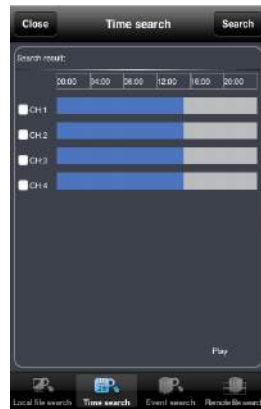 Close Time search Search
Search result:
00:00 04:00 08:00 12:00 16:00 20:00
CH 1
CH 2
CH 3
CH 4
Play
Local file search Time search Event search Remote file search